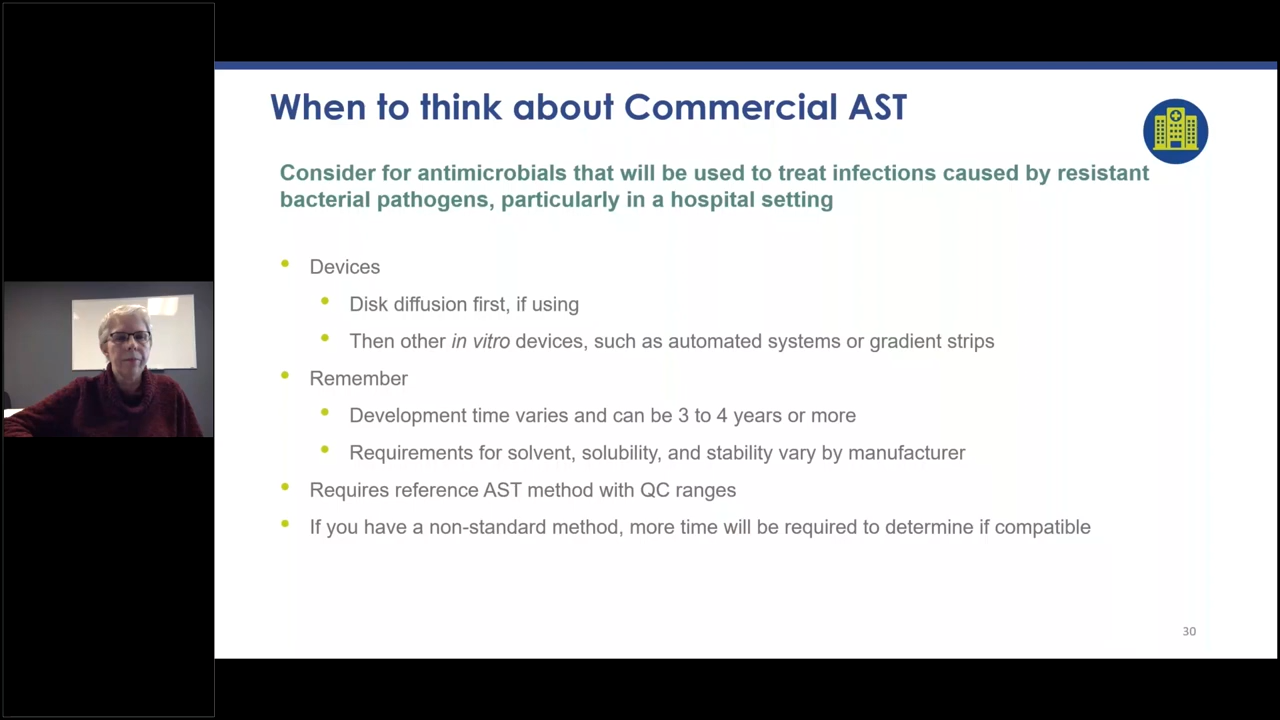 When to think about Commercial AST
Consider for antimicrobials that will be used to treat infections caused by resistant
bacterial pathogens, particularly in a hospital setting
• Devices
• Disk diffusion first, if using
• Then other in vitro devices, such as automated systems or gradient strips
• Remember
• Development time varies and can be 3 to 4 years or more
• Requirements for solvent, solubility, and stability vary by manufacturer
• Requires reference AST method with QC ranges
• If you have a non-standard method, more time will be required to determine if compatible
30